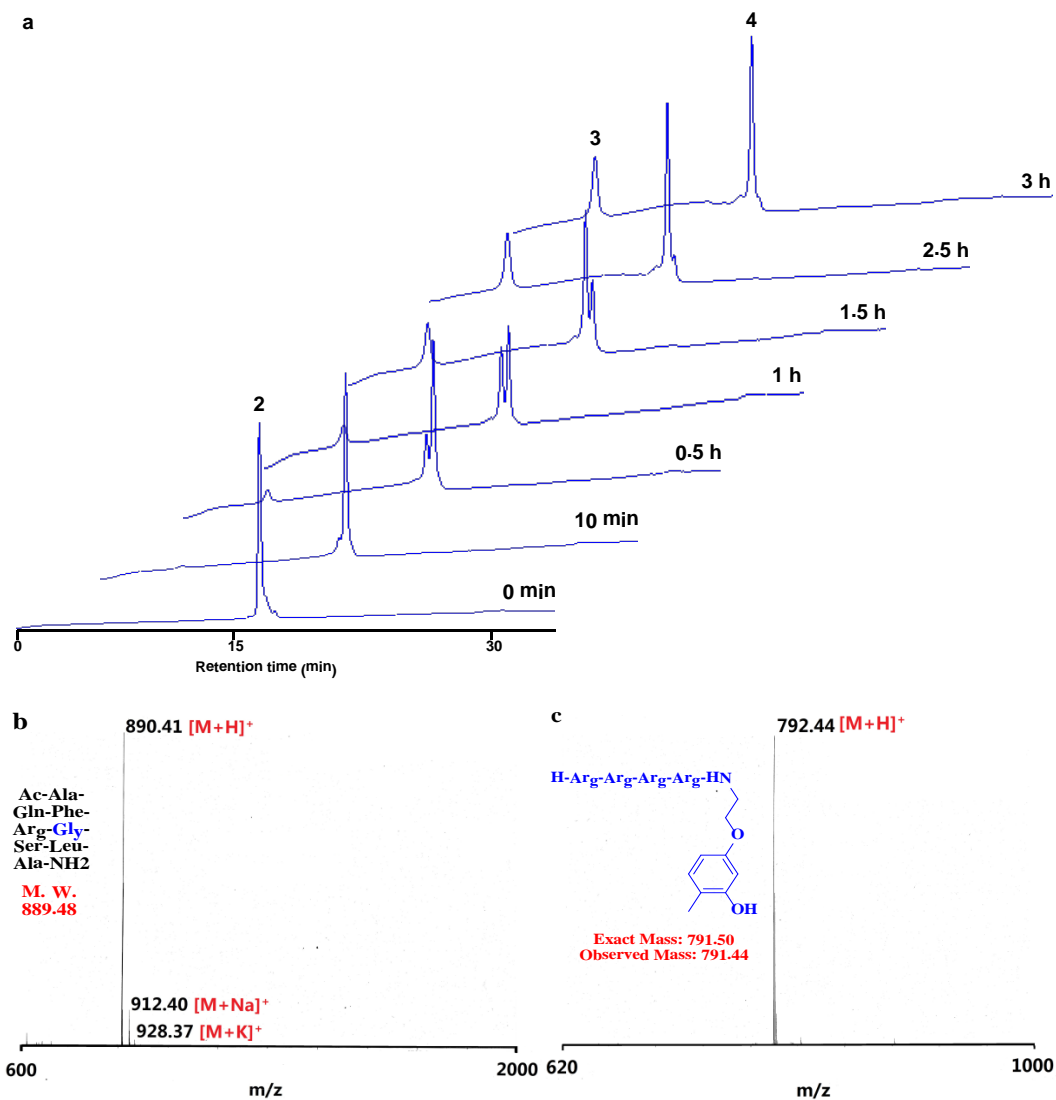 a
4
3
3 h
2.5 h
1.5 h
1 h
2
0.5 h
10 min
0 min
0 15 30
Retention time (min)
b
890.41 [M+H]+
Ac-Ala-
Gln-Phe-
Arg-Gly-
Ser-Leu-
Ala-NH2
M. W.
889.48
912.40 [M+Na]+
928.37 [M+K]+
600 2000
m/z
c
792.44 [M+H]+
H-Arg-Arg-Arg-Arg-HN
O
OH
Exact Mass: 791.50
Observed Mass: 791.44
620 1000
m/z